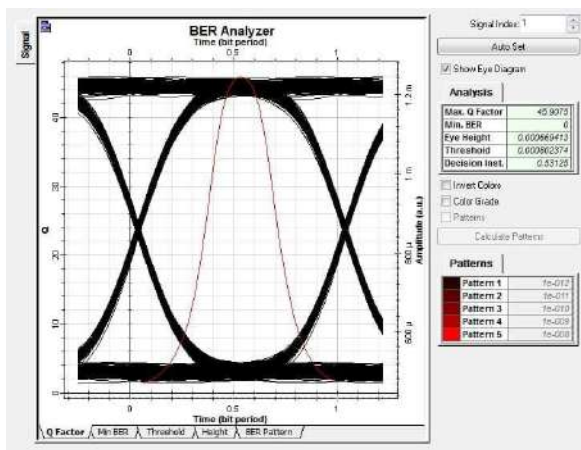 Signal
BER Analyzer
Time (bit period)
0 0.5 1
Q
0 10 20 30 40
600 µ 800 µ 1 m 1.2 m
Amplitude (a.u.)
0 0.5 1
Time (bit period)
Q Factor Min BER Threshold Height BER Pattern
Signal Index: 1
Auto Set
Show Eye Diagram
Analysis
Max. Q Factor 45.9075
Min. BER 0
Eye Height 0.000669413
Threshold 0.000862374
Decision Inst. 0.53125
Invert Colors
Color Grade
Patterns
Calculate Patterns
Patterns
Pattern 1 1e-012
Pattern 2 1e-011
Pattern 3 1e-010
Pattern 4 1e-009
Pattern 5 1e-008